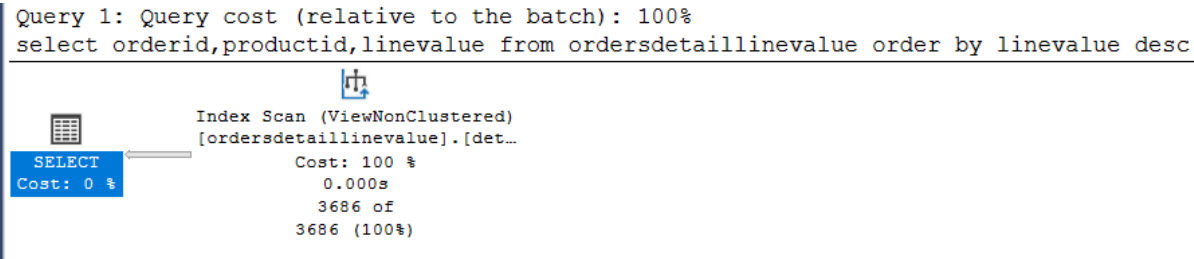 Query 1: Query cost (relative to the batch): 100%
select orderid,productid,linevalue from ordersdetaillinevalue order by linevalue desc
Index Scan (ViewNonClustered)
[ordersdetaillinevalue].[det…
SELECT
Cost: 0 %
Cost: 100 %
0.000s
3686 of
3686 (100%)